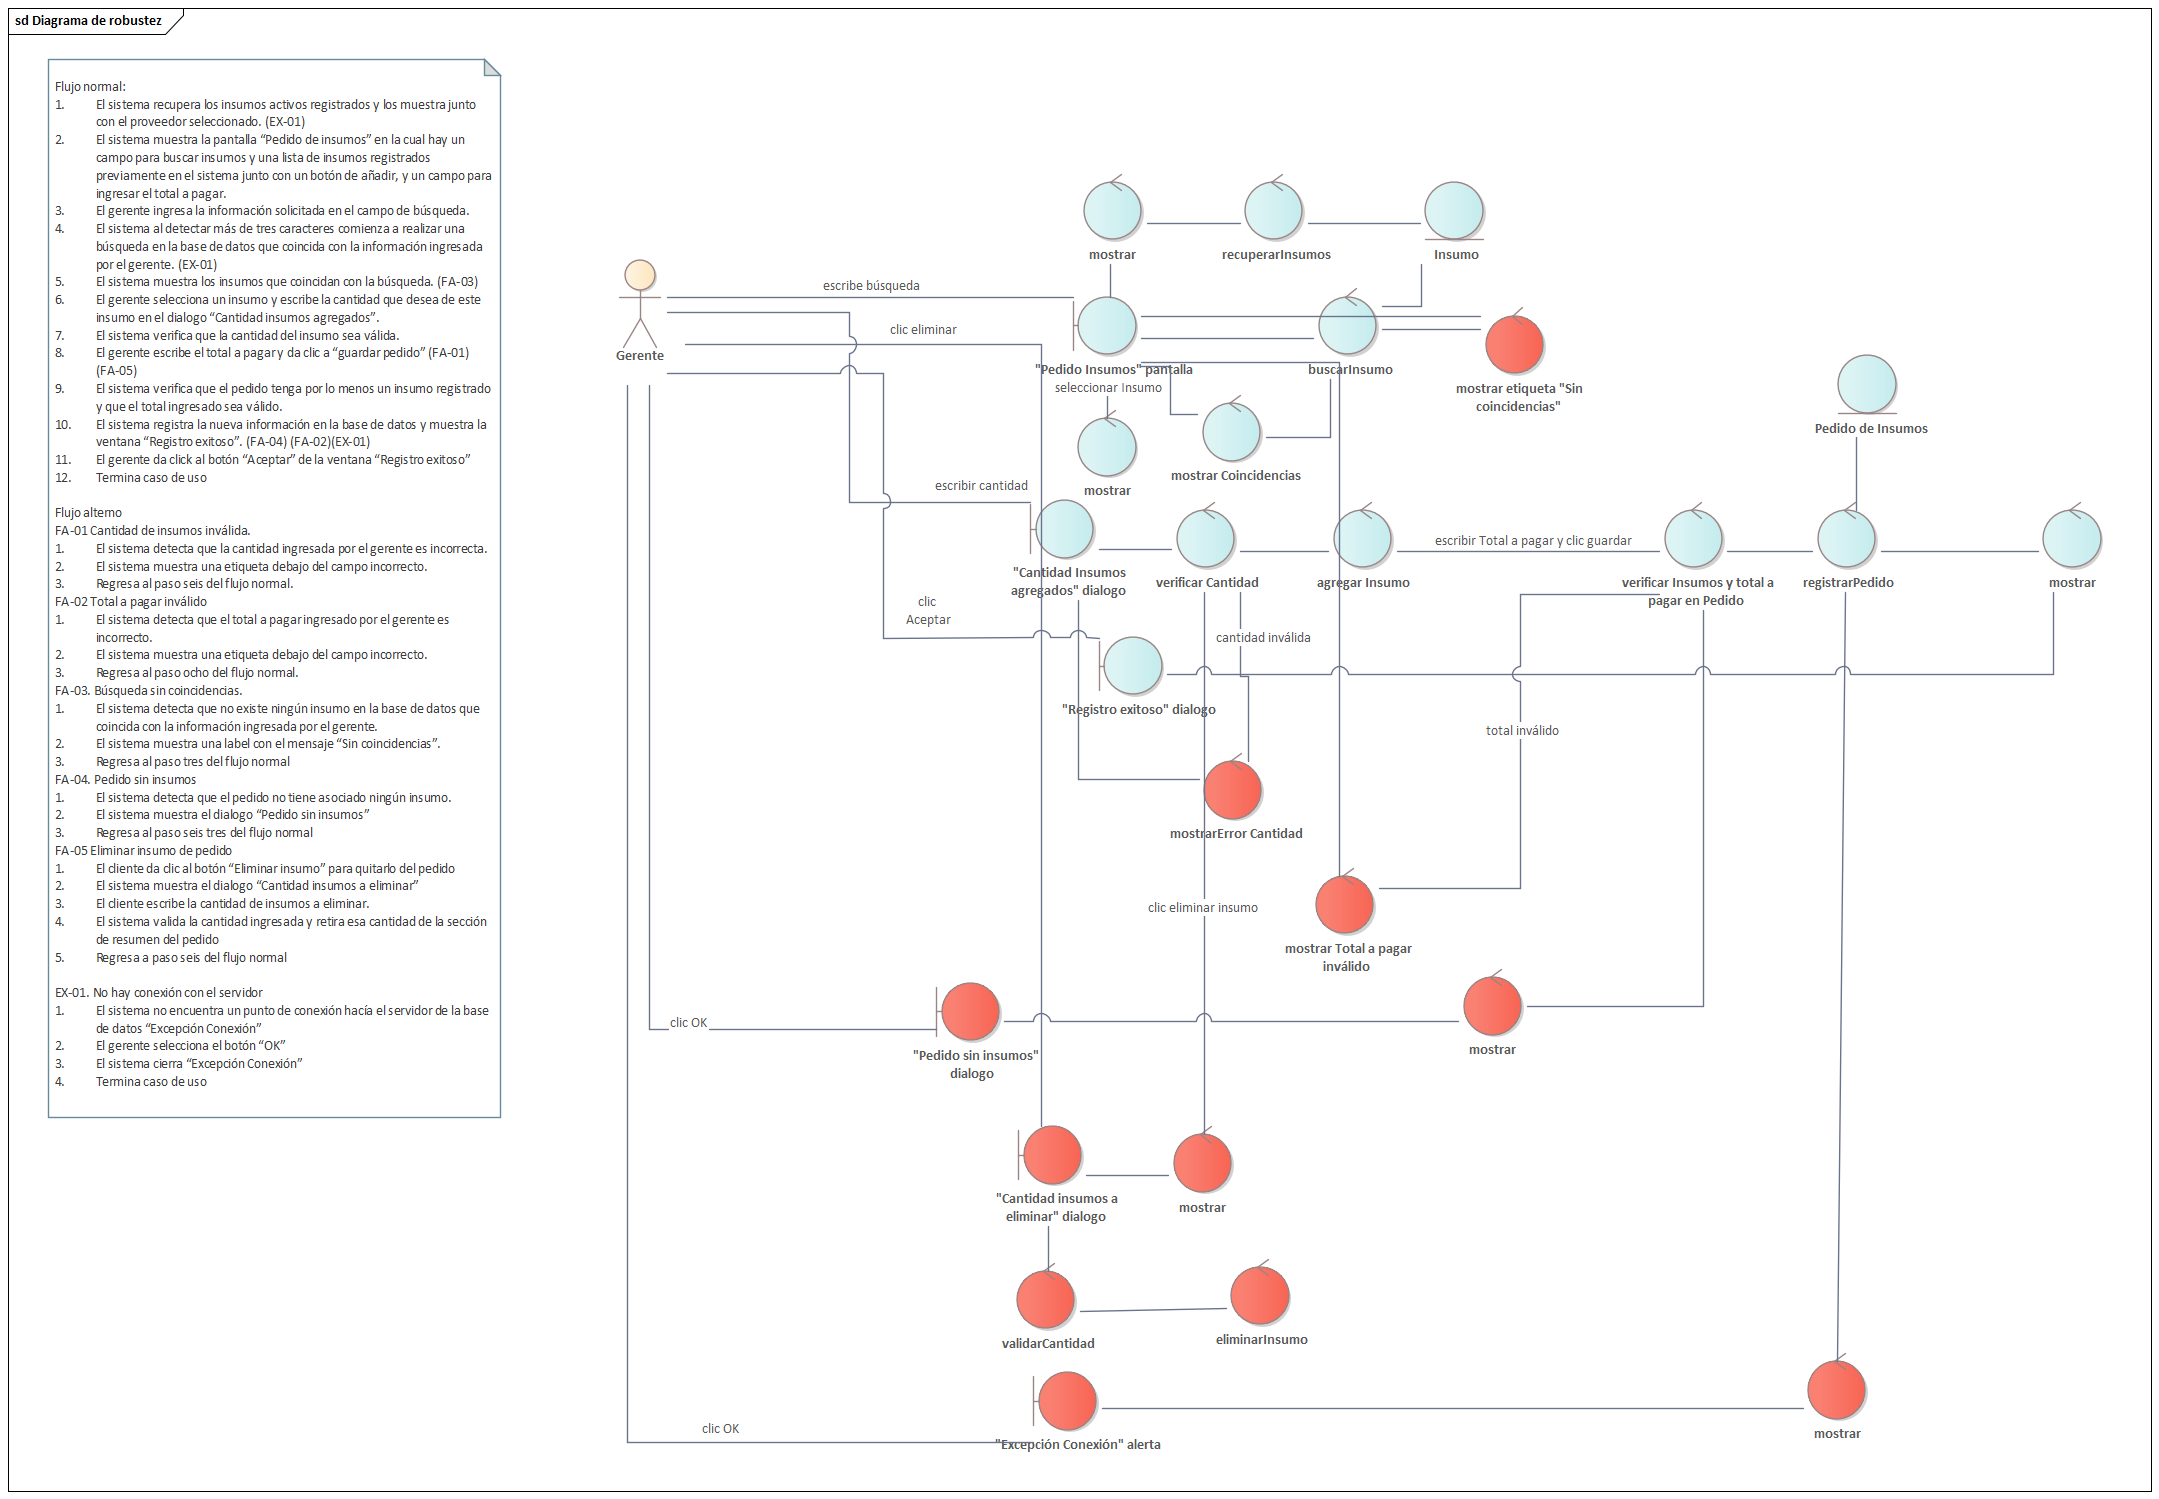 sd Diagrama de robustez
Flujo normal:
1. El sistema recupera los insumos activos registrados y los muestra junto
con el proveedor seleccionado. (EX-01)
2. El sistema muestra la pantalla “Pedido de insumos” en la cual hay un
campo para buscar insumos y una lista de insumos registrados
previamente en el sistema junto con un botón de añadir, y un campo para
ingresar el total a pagar.
3. El gerente ingresa la información solicitada en el campo de búsqueda.
4. El sistema al detectar más de tres caracteres comienza a realizar una
búsqueda en la base de datos que coincida con la información ingresada
por el gerente. (EX-01)
5. El sistema muestra los insumos que coincidan con la búsqueda. (FA-03)
6. El gerente selecciona un insumo y escribe la cantidad que desea de este
insumo en el dialogo “Cantidad insumos agregados”.
7. El sistema verifica que la cantidad del insumo sea válida.
8. El gerente escribe el total a pagar y da clic a “guardar pedido” (FA-01)
(FA-05)
9. El sistema verifica que el pedido tenga por lo menos un insumo registrado
y que el total ingresado sea válido.
10. El sistema registra la nueva información en la base de datos y muestra la
ventana “Registro exitoso”. (FA-04) (FA-02)(EX-01)
11. El gerente da click al botón “Aceptar” de la ventana “Registro exitoso”
12. Termina caso de uso
Flujo alterno
FA-01 Cantidad de insumos inválida.
1. El sistema detecta que la cantidad ingresada por el gerente es incorrecta.
2. El sistema muestra una etiqueta debajo del campo incorrecto.
3. Regresa al paso seis del flujo normal.
FA-02 Total a pagar inválido
1. El sistema detecta que el total a pagar ingresado por el gerente es
incorrecto.
2. El sistema muestra una etiqueta debajo del campo incorrecto.
3. Regresa al paso ocho del flujo normal.
FA-03. Búsqueda sin coincidencias.
1. El sistema detecta que no existe ningún insumo en la base de datos que
coincida con la información ingresada por el gerente.
2. El sistema muestra una label con el mensaje “Sin coincidencias”.
3. Regresa al paso tres del flujo normal
FA-04. Pedido sin insumos
1. El sistema detecta que el pedido no tiene asociado ningún insumo.
2. El sistema muestra el dialogo “Pedido sin insumos”
3. Regresa al paso seis tres del flujo normal
FA-05 Eliminar insumo de pedido
1. El cliente da clic al botón “Eliminar insumo” para quitarlo del pedido
2. El sistema muestra el dialogo “Cantidad insumos a eliminar”
3. El cliente escribe la cantidad de insumos a eliminar.
4. El sistema valida la cantidad ingresada y retira esa cantidad de la sección
de resumen del pedido
5. Regresa a paso seis del flujo normal
EX-01. No hay conexión con el servidor
1. El sistema no encuentra un punto de conexión hacía el servidor de la base
de datos “Excepción Conexión”
2. El gerente selecciona el botón “OK”
3. El sistema cierra “Excepción Conexión”
4. Termina caso de uso
mostrar
recuperarInsumos
Insumo
escribe búsqueda
clic eliminar
Gerente
"Pedido Insumos" pantalla
buscarInsumo
seleccionar Insumo
mostrar etiqueta "Sin
coincidencias"
Pedido de Insumos
mostrar Coincidencias
mostrar
escribir cantidad
escribir Total a pagar y clic guardar
"Cantidad Insumos
agregados" dialogo
verificar Cantidad
agregar Insumo
verificar Insumos y total a
pagar en Pedido
registrarPedido
mostrar
clic
Aceptar
cantidad inválida
"Registro exitoso" dialogo
total inválido
mostrarError Cantidad
clic eliminar insumo
mostrar Total a pagar
inválido
clic OK
"Pedido sin insumos"
dialogo
mostrar
"Cantidad insumos a
eliminar" dialogo
mostrar
validarCantidad
eliminarInsumo
clic OK
"Excepción Conexión" alerta
mostrar